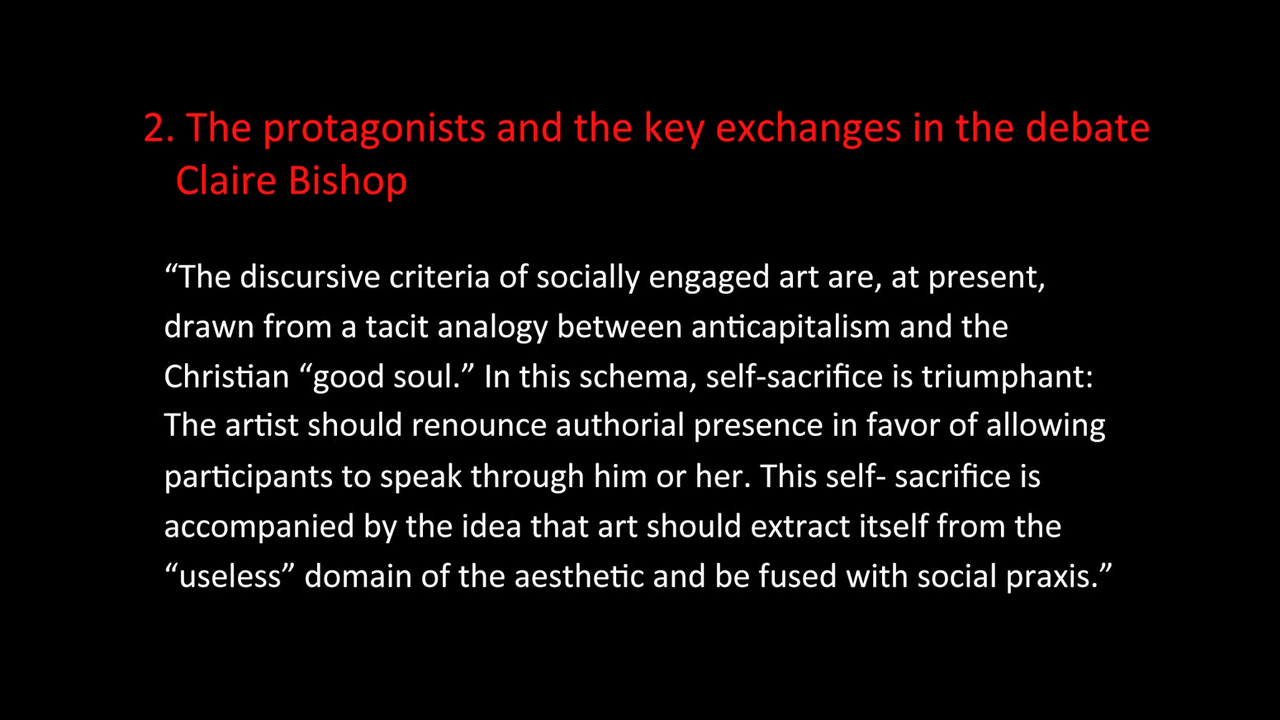 2. The protagonists and the key exchanges in the debate
Claire Bishop
“The discursive criteria of socially engaged art are, at present,
drawn from a tacit analogy between anticapitalism and the
Christian “good soul.” In this schema, self-sacrifice is triumphant:
The artist should renounce authorial presence in favor of allowing
participants to speak through him or her. This self- sacrifice is
accompanied by the idea that art should extract itself from the
“useless” domain of the aesthetic and be fused with social praxis.”